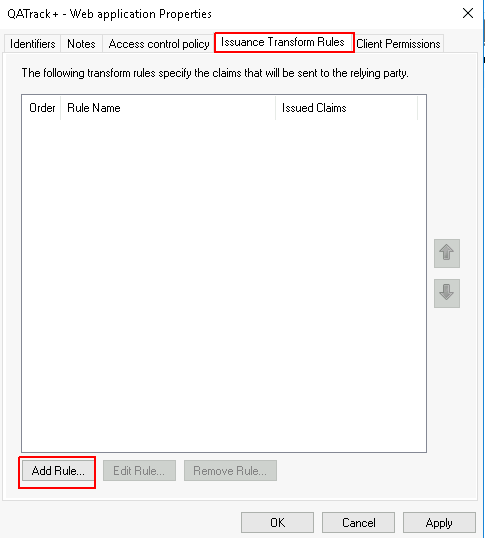 QATrack+ - Web application Properties
Identifiers Notes Access control policy Issuance Transform Rules Client Permissions
The following transform rules specify the claims that will be sent to the relying party.
Order Rule Name Issued Claims
Add Rule... Edit Rule... Remove Rule...
OK Cancel Apply